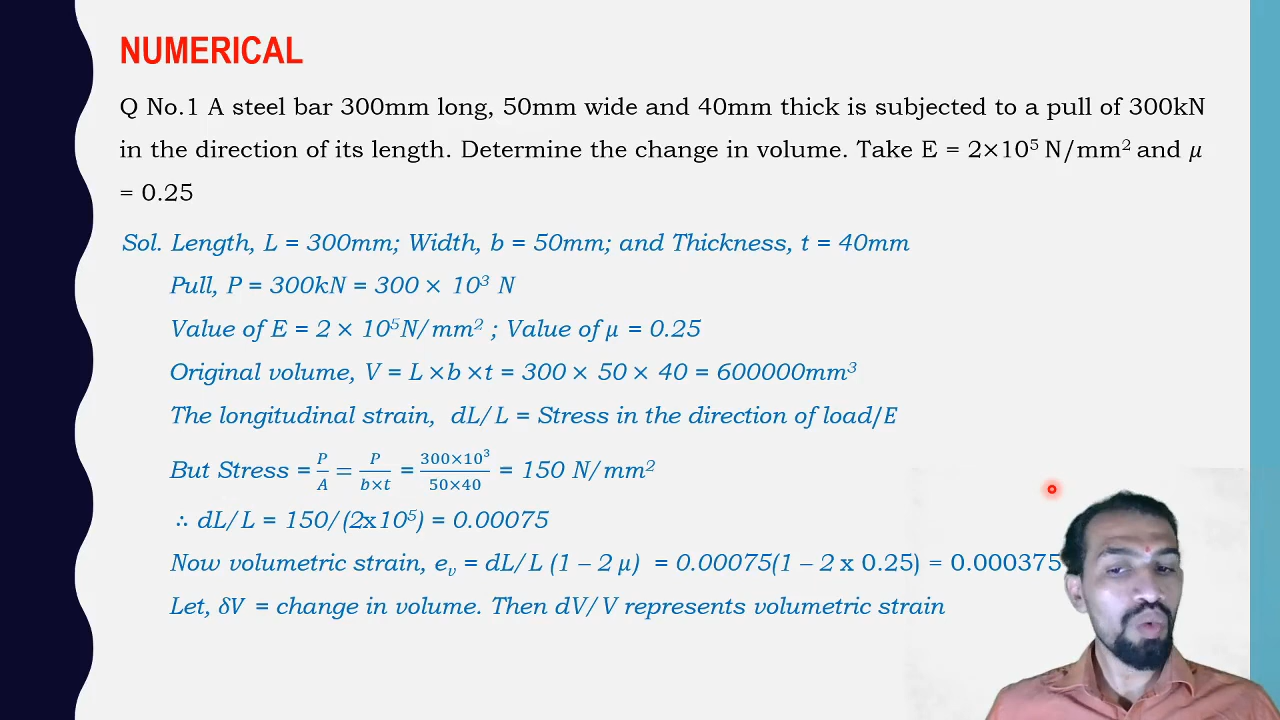 NUMERICAL
Q No.1 A steel bar 300mm long, 50mm wide and 40mm thick is subjected to a pull of 300kN
in the direction of its length. Determine the change in volume. Take E = 2×10⁵ N/mm² and μ
= 0.25
Sol. Length, L = 300mm; Width, b = 50mm; and Thickness, t = 40mm
Pull, P = 300kN = 300 × 10³ N
Value of E = 2 × 10⁵N/mm² ; Value of μ = 0.25
Original volume, V = L ×b ×t = 300 × 50 × 40 = 600000mm³
The longitudinal strain, dL/L = Stress in the direction of load/E
But Stress = P/A = P/b×t = 300×10³/50×40 = 150 N/mm²
∴ dL/L = 150/(2x10⁵) = 0.00075
Now volumetric strain, eᵥ = dL/L (1 – 2 μ) = 0.00075(1 – 2 x 0.25) = 0.000375
Let, δV = change in volume. Then dV/V represents volumetric strain